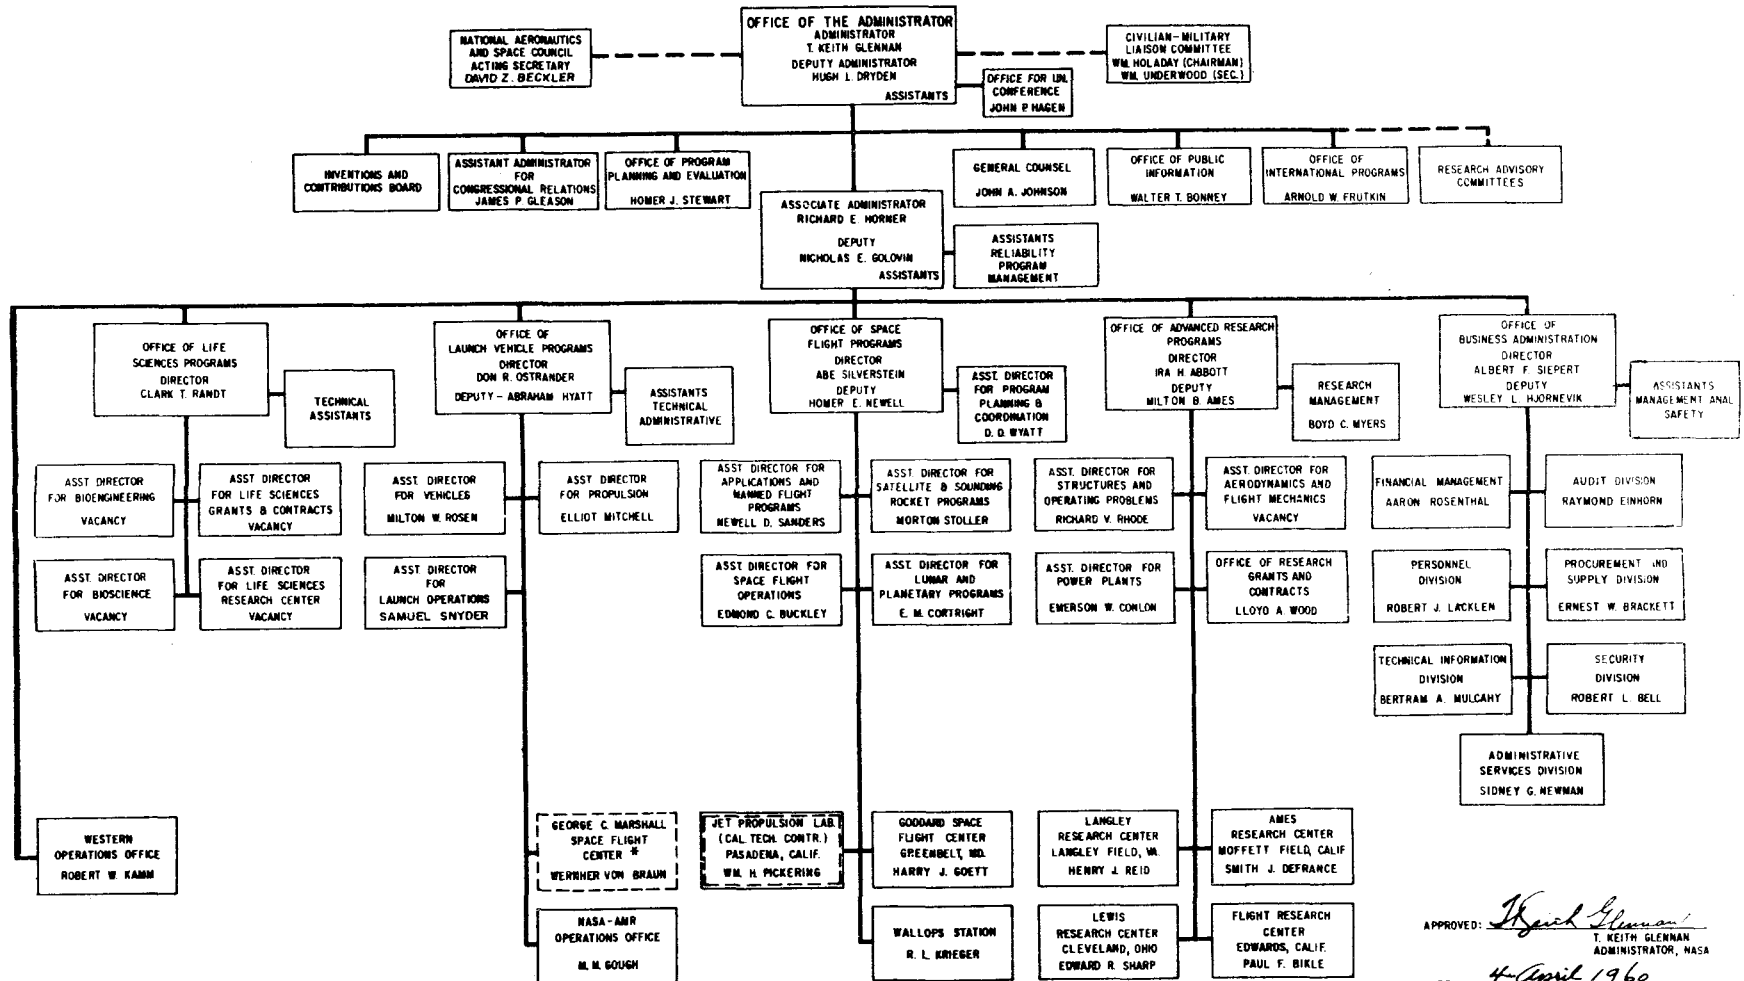 OFFICE OF THE ADMINISTRATOR
ADMINISTRATOR
T. KEITH GLENNAN
DEPUTY ADMINISTRATOR
HUGH L. DRYDEN
ASSISTANTS
NATIONAL AERONAUTICS
AND SPACE COUNCIL
ACTING SECRETARY
DAVID Z. BECKLER
CIVILIAN-MILITARY
LIAISON COMMITTEE
WM. HOLADAY (CHAIRMAN)
WM. UNDERWOOD (SEC.)
OFFICE FOR U.N.
CONFERENCE
JOHN P. HAGEN
INVENTIONS AND
CONTRIBUTIONS BOARD
ASSISTANT ADMINISTRATOR
FOR
CONGRESSIONAL RELATIONS
JAMES P. GLEASON
OFFICE OF PROGRAM
PLANNING AND EVALUATION
HOMER J. STEWART
GENERAL COUNSEL
JOHN A. JOHNSON
OFFICE OF PUBLIC
INFORMATION
WALTER T. BONNEY
OFFICE OF
INTERNATIONAL PROGRAMS
ARNOLD W. FRUTKIN
RESEARCH ADVISORY
COMMITTEES
ASSOCIATE ADMINISTRATOR
RICHARD E. HORNER
DEPUTY
NICHOLAS E. GOLOVIN
ASSISTANTS
ASSISTANTS
RELIABILITY
PROGRAM
MANAGEMENT
OFFICE OF LIFE
SCIENCES PROGRAMS
DIRECTOR
CLARK T. RANDT
TECHNICAL
ASSISTANTS
OFFICE OF
LAUNCH VEHICLE PROGRAMS
DIRECTOR
DON R. OSTRANDER
DEPUTY - ABRAHAM HYATT
ASSISTANTS
TECHNICAL
ADMINISTRATIVE
OFFICE OF SPACE
FLIGHT PROGRAMS
DIRECTOR
ABE SILVERSTEIN
DEPUTY
HOMER E. NEWELL
ASST. DIRECTOR
FOR PROGRAM
PLANNING &
COORDINATION
D. D. WYATT
OFFICE OF ADVANCED RESEARCH
PROGRAMS
DIRECTOR
IRA H. ABBOTT
DEPUTY
MILTON B. AMES
RESEARCH
MANAGEMENT
BOYD C. MYERS
OFFICE OF
BUSINESS ADMINISTRATION
DIRECTOR
ALBERT F. SIEPERT
DEPUTY
WESLEY L. HJORNEVIK
ASSISTANTS
MANAGEMENT ANAL
SAFETY
ASST DIRECTOR
FOR BIOENGINEERING
VACANCY
ASST DIRECTOR
FOR LIFE SCIENCES
GRANTS & CONTRACTS
VACANCY
ASST. DIRECTOR
FOR VEHICLES
MILTON W. ROSEN
ASST DIRECTOR
FOR PROPULSION
ELLIOT MITCHELL
ASST DIRECTOR FOR
APPLICATIONS AND
MANNED FLIGHT
PROGRAMS
NEWELL D. SANDERS
ASST. DIRECTOR FOR
SATELLITE & SOUNDING
ROCKET PROGRAMS
MORTON STOLLER
ASST. DIRECTOR FOR
STRUCTURES AND
OPERATING PROBLEMS
RICHARD V. RHODE
ASST. DIRECTOR FOR
AERODYNAMICS AND
FLIGHT MECHANICS
VACANCY
FINANCIAL MANAGEMENT
AARON ROSENTHAL
AUDIT DIVISION
RAYMOND EINHORN
ASST. DIRECTOR
FOR BIOSCIENCE
VACANCY
ASST. DIRECTOR
FOR LIFE SCIENCES
RESEARCH CENTER
VACANCY
ASST DIRECTOR
FOR
LAUNCH OPERATIONS
SAMUEL SNYDER
ASST DIRECTOR FOR
SPACE FLIGHT
OPERATIONS
EDMOND C. BUCKLEY
ASST. DIRECTOR FOR
LUNAR AND
PLANETARY PROGRAMS
E. M. CORTRIGHT
ASST. DIRECTOR FOR
POWER PLANTS
EMERSON W. CONLON
OFFICE OF RESEARCH
GRANTS AND
CONTRACTS
LLOYD A. WOOD
PERSONNEL
DIVISION
ROBERT J. LACKLEN
PROCUREMENT AND
SUPPLY DIVISION
ERNEST W. BRACKETT
TECHNICAL INFORMATION
DIVISION
BERTRAM A. MULCAHY
SECURITY
DIVISION
ROBERT L. BELL
ADMINISTRATIVE
SERVICES DIVISION
SIDNEY G. NEWMAN
WESTERN
OPERATIONS OFFICE
ROBERT W. KAMM
GEORGE C. MARSHALL
SPACE FLIGHT
CENTER *
WERNHER VON BRAUN
JET PROPULSION LAB.
(CAL. TECH. CONTR.)
PASADENA, CALIF.
WM. H. PICKERING
GODDARD SPACE
FLIGHT CENTER
GREENBELT, MD.
HARRY J. GOETT
LANGLEY
RESEARCH CENTER
LANGLEY FIELD, VA.
HENRY J. REID
AMES
RESEARCH CENTER
MOFFETT FIELD, CALIF
SMITH J. DEFRANCE
NASA-AMR
OPERATIONS OFFICE
M. M. GOUGH
WALLOPS STATION
R. L. KRIEGER
LEWIS
RESEARCH CENTER
CLEVELAND, OHIO
EDWARD R. SHARP
FLIGHT RESEARCH
CENTER
EDWARDS, CALIF.
PAUL F. BIKLE
APPROVED: T Keith Glennan
T. KEITH GLENNAN
ADMINISTRATOR, NASA
4 April 1960